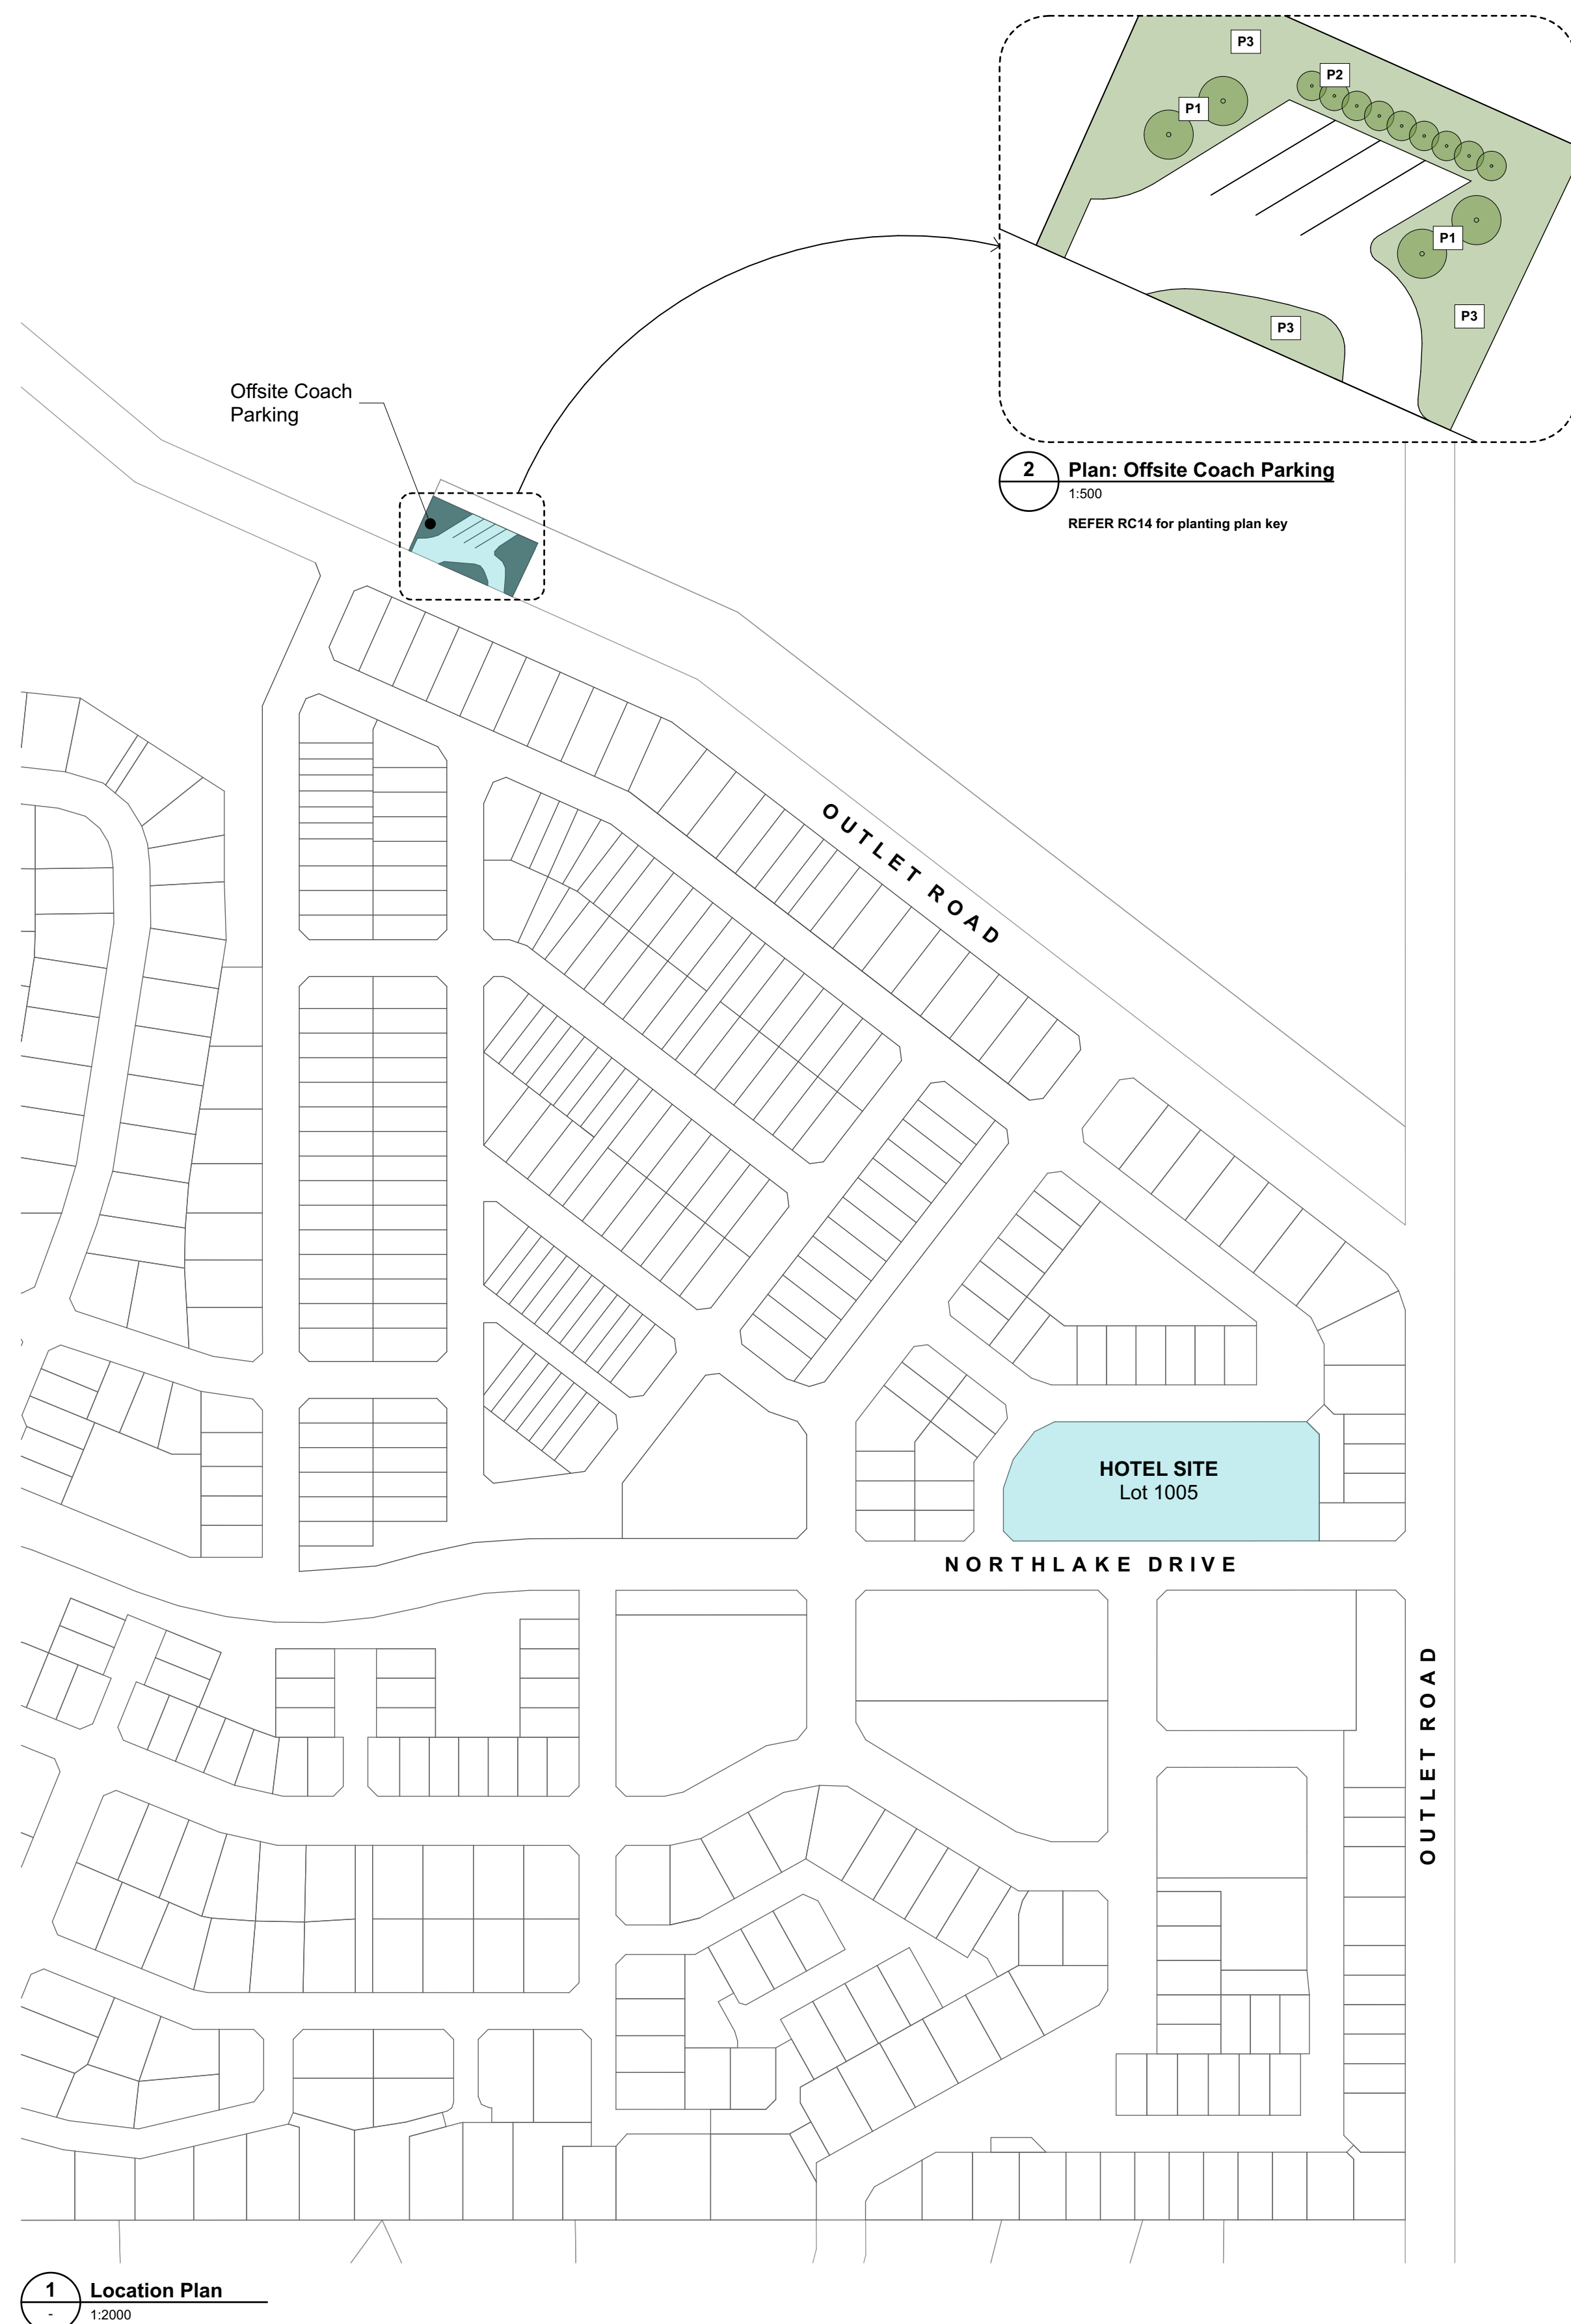 P3
P2
P1
P1
P3
P3
Offsite Coach
Parking
2
Plan: Offsite Coach Parking
1:500
REFER RC14 for planting plan key
OUTLET ROAD
HOTEL SITE
Lot 1005
NORTHLAKE DRIVE
OUTLET ROAD
1
Location Plan
-
1:2000